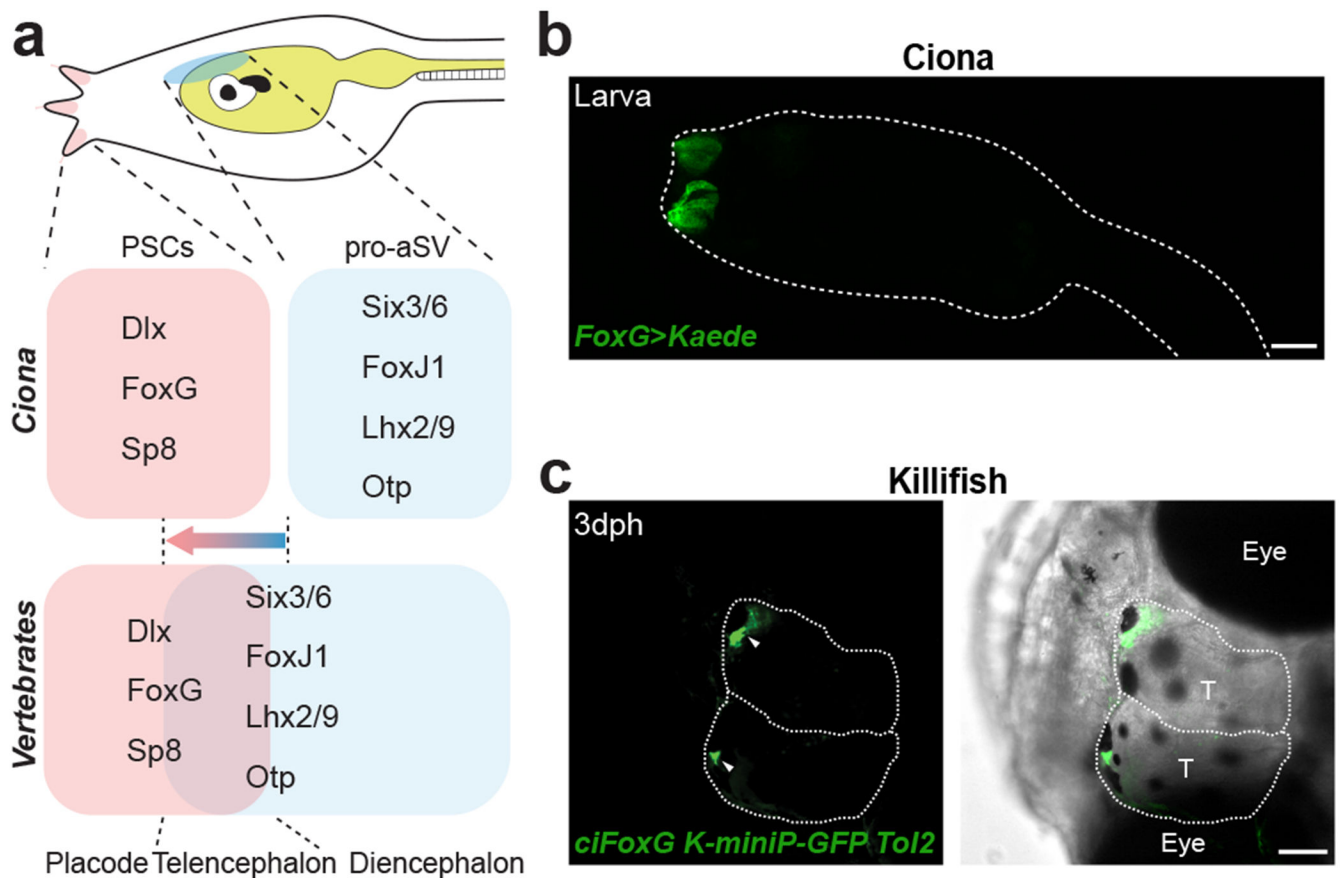 a
PSCs
pro-aSV
Ciona
Dlx
FoxG
Sp8
Six3/6
FoxJ1
Lhx2/9
Otp
Vertebrates
Dlx
FoxG
Sp8
Six3/6
FoxJ1
Lhx2/9
Otp
Placode Telencephalon Diencephalon
b
Ciona
Larva
FoxG>Kaede
c
Killifish
3dph
ciFoxG K-miniP-GFP Tol2
Eye
T
T
Eye